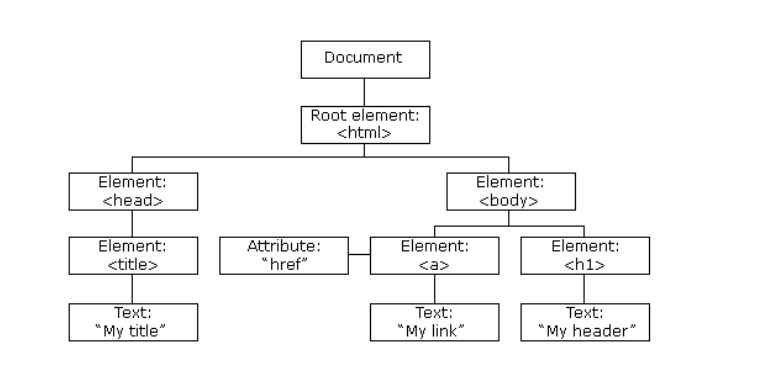 Document
Root element:
<html>
Element:
<head>
Element:
<body>
Element:
<title>
Attribute:
“href”
Element:
<a>
Element:
<h1>
Text:
“My title”
Text:
“My link”
Text:
“My header”